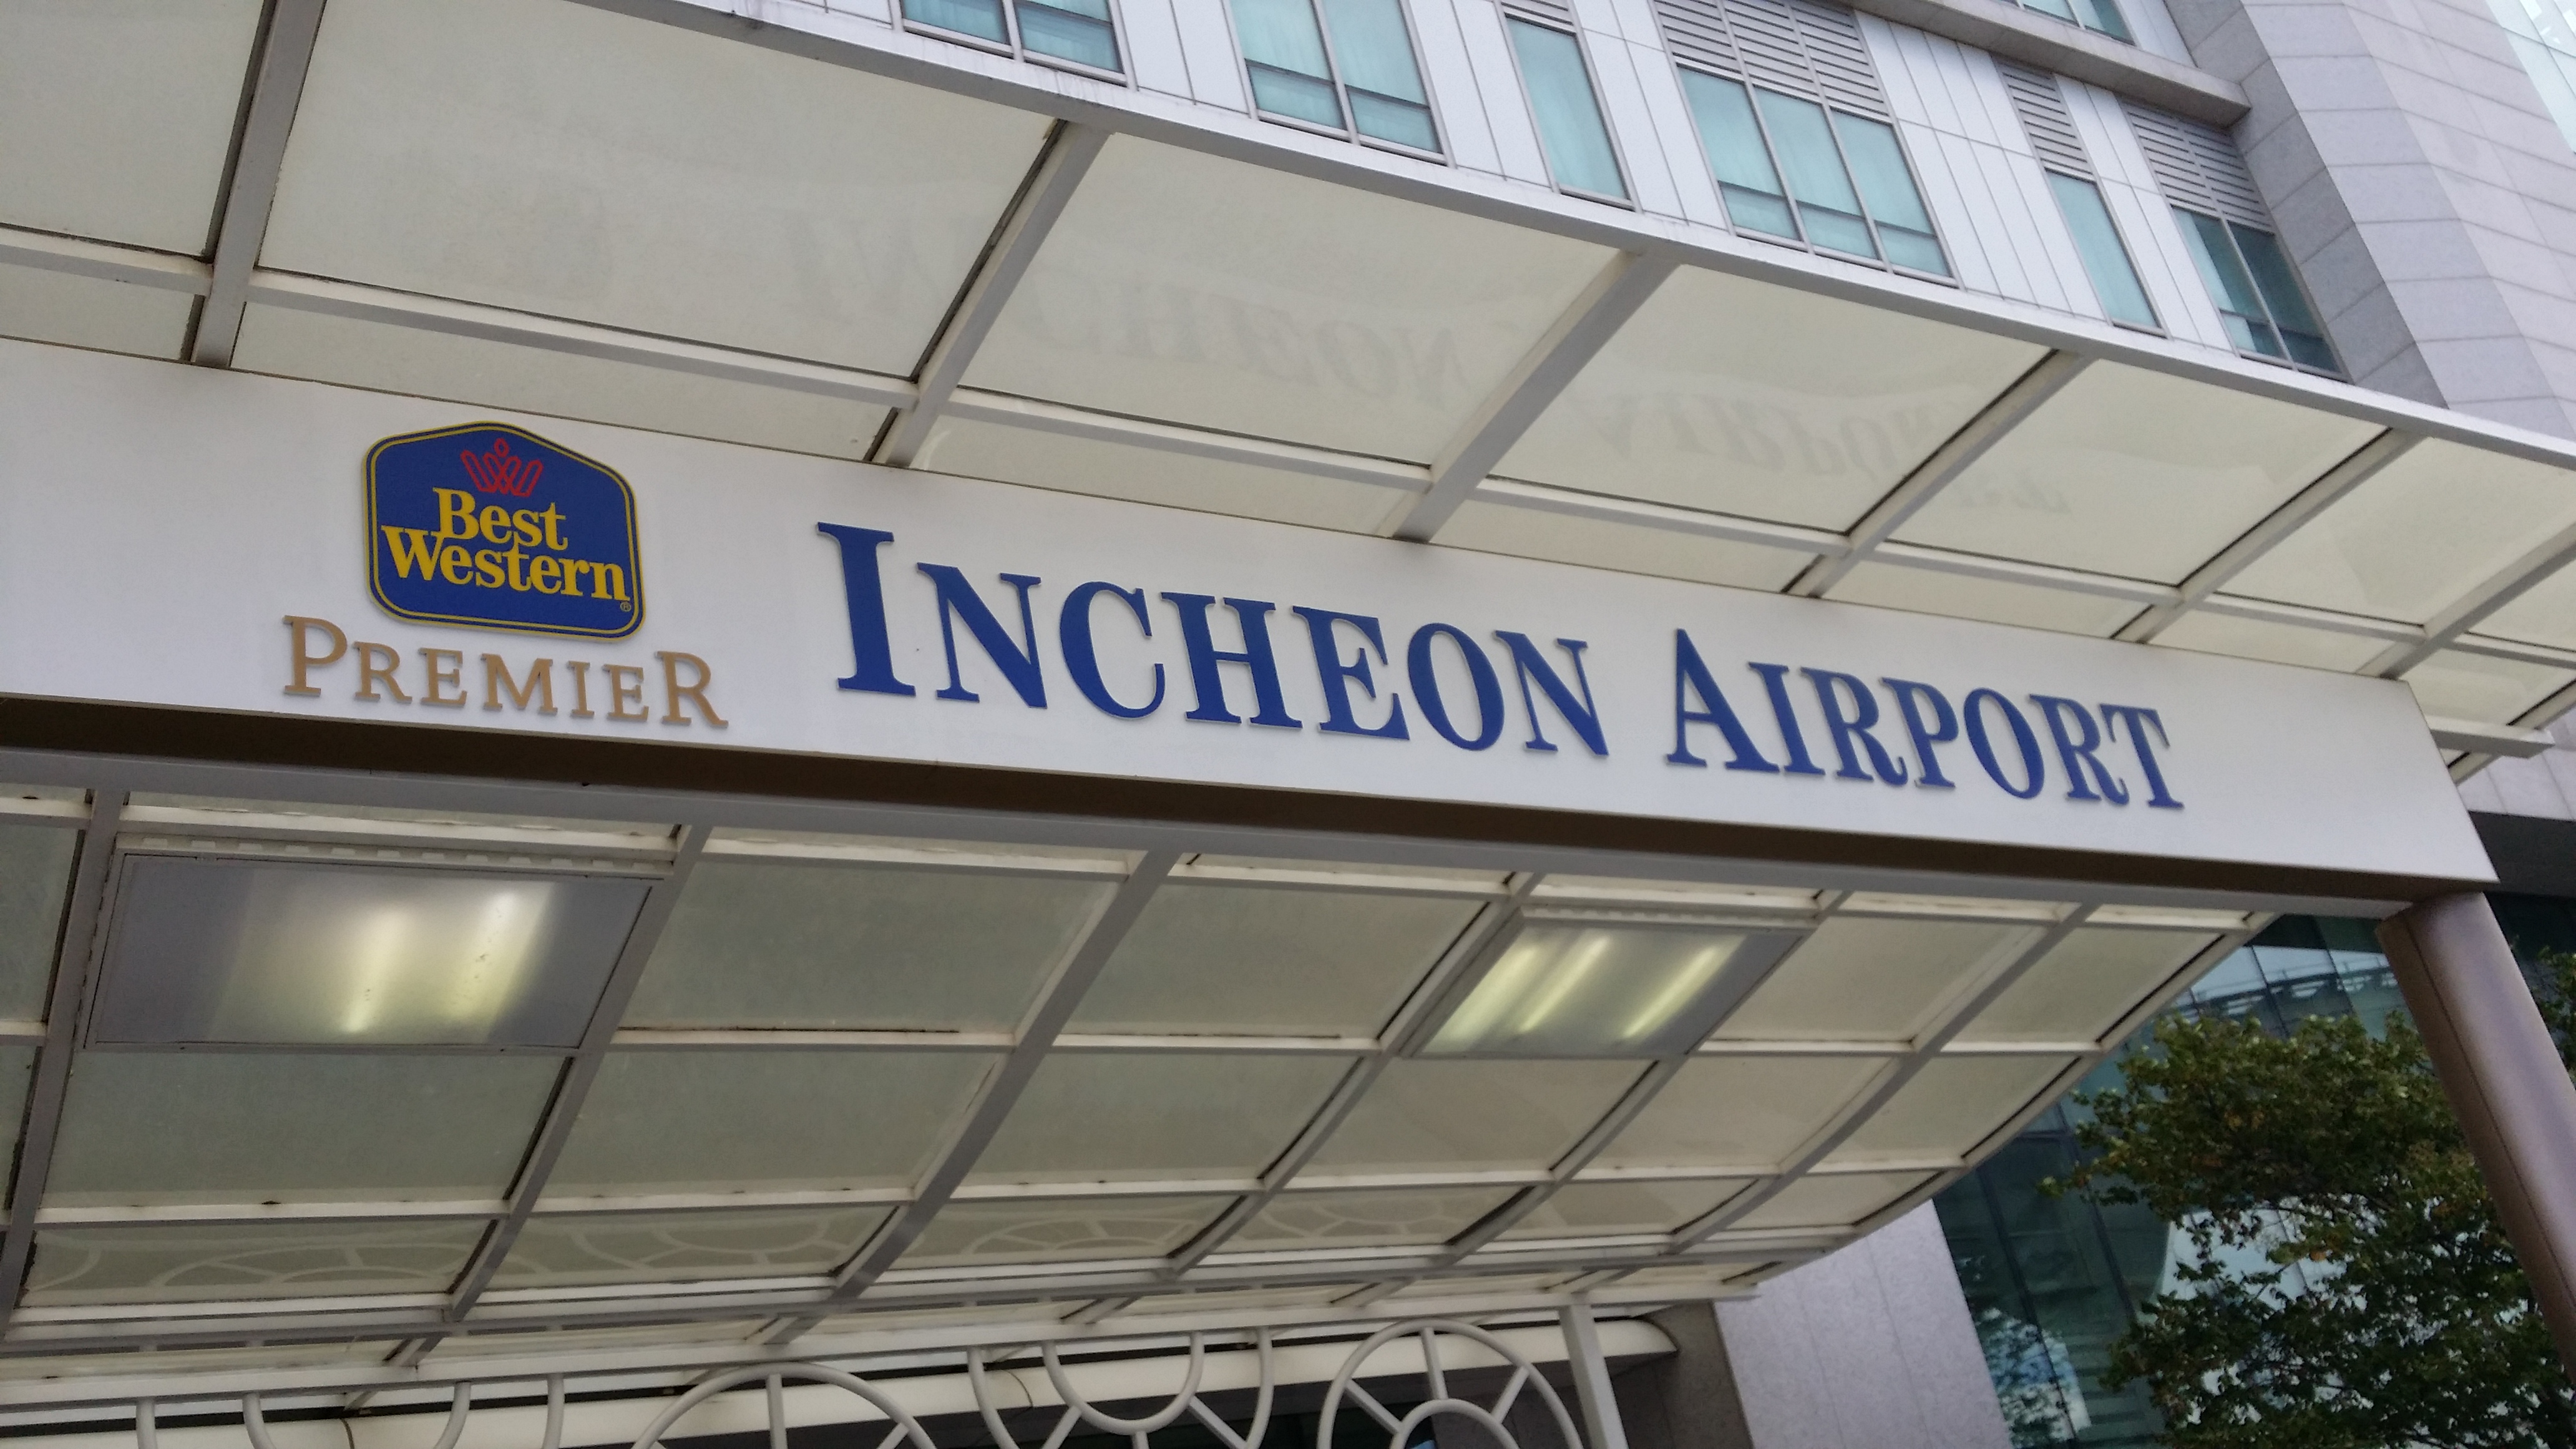 Best
Western®
PREMIER
INCHEON AIRPORT